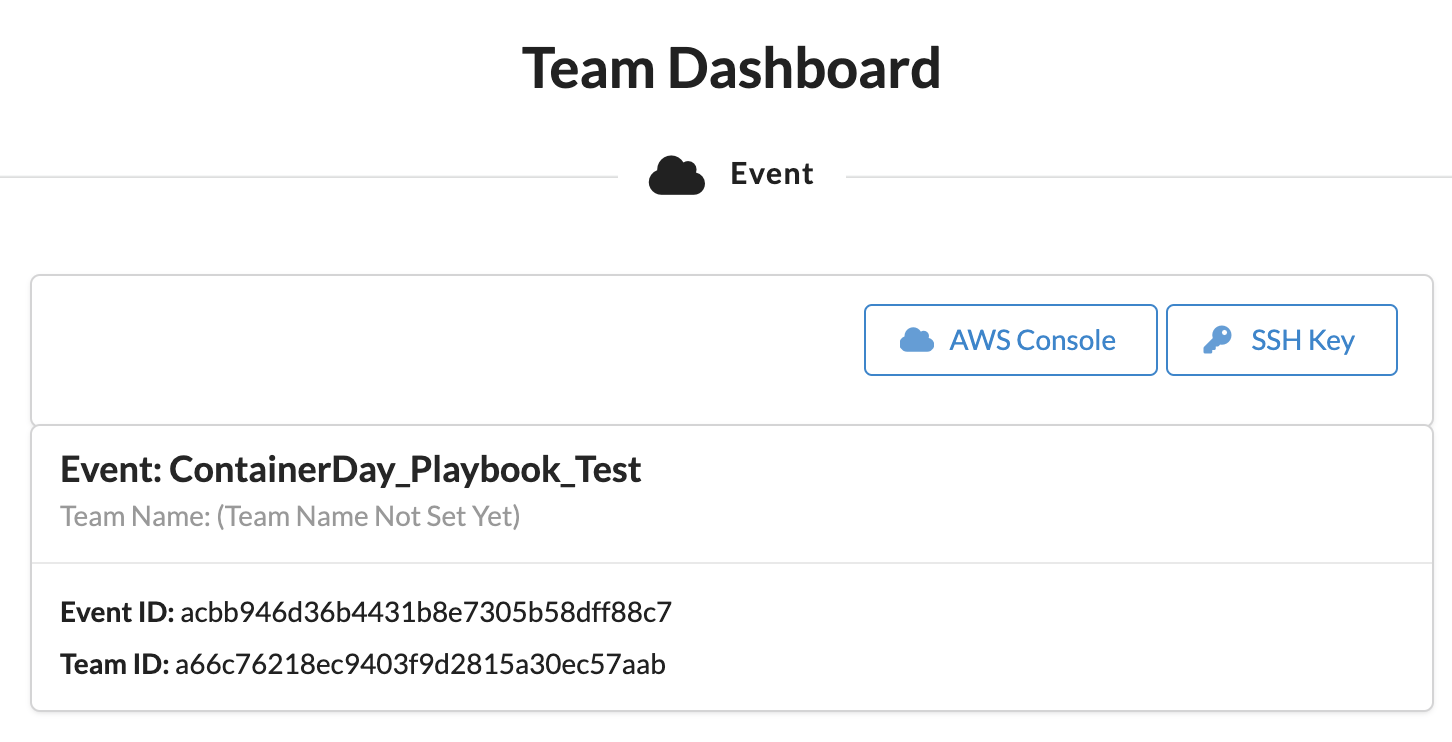 Team Dashboard
Event
AWS Console
SSH Key
Event: ContainerDay_Playbook_Test
Team Name: (Team Name Not Set Yet)
Event ID: acbb946d36b4431b8e7305b58dff88c7
Team ID: a66c76218ec9403f9d2815a30ec57aab